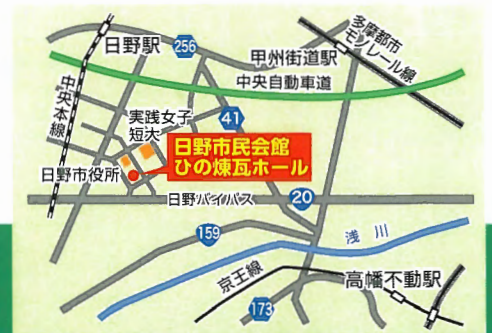 日野駅
256
甲州街道駅
多摩都市
モノレール線
中央自動車道
中央本線
実践女子
短大
41
日野市民会館
ひの煉瓦ホール
日野市役所
日野バイパス
20
159
浅川
京王線
高幡不動駅
173